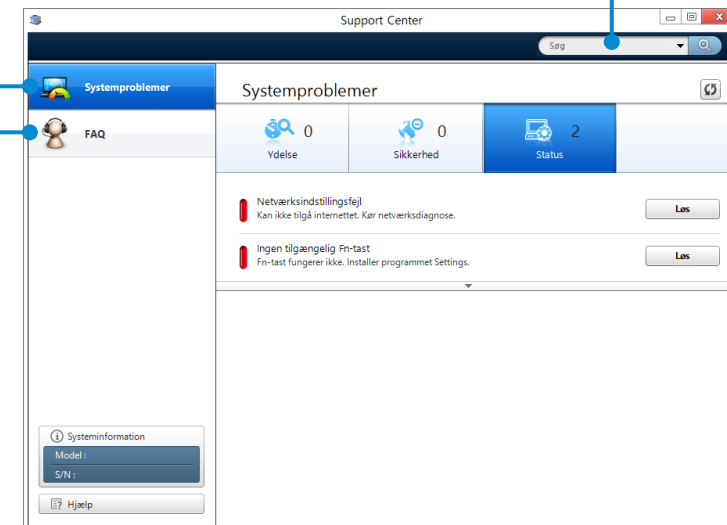 Support Center
Søg
Systemproblemer
FAQ
Systemproblemer
0
Ydelse
0
Sikkerhed
2
Status
Netværksindstillingsfejl
Kan ikke tilgå internettet. Kør netværksdiagnose.
Løs
Ingen tilgængelig Fn-tast
Fn-tast fungerer ikke. Installer programmet Settings.
Løs
Systeminformation
Model :
S/N :
Hjælp